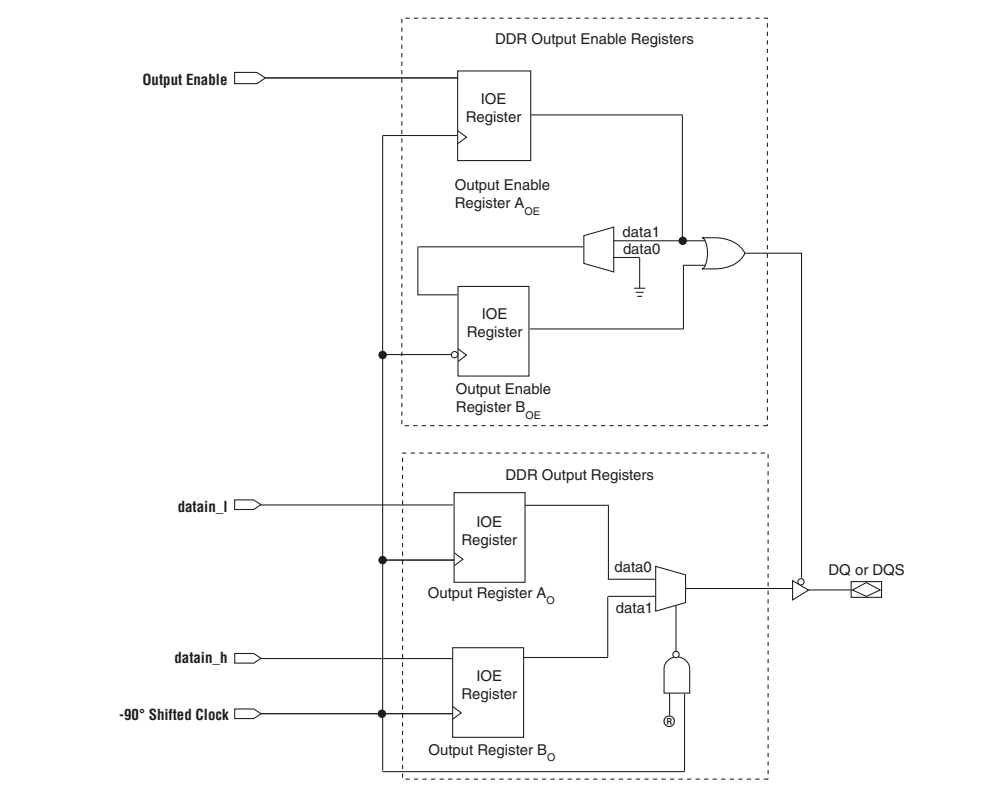 DDR Output Enable Registers
Output Enable
IOE
Register
Output Enable
Register A_OE
data1
data0
IOE
Register
Output Enable
Register B_OE
DDR Output Registers
datain_l
IOE
Register
data0
DQ or DQS
Output Register A_O
data1
datain_h
IOE
Register
-90° Shifted Clock
R
Output Register B_O